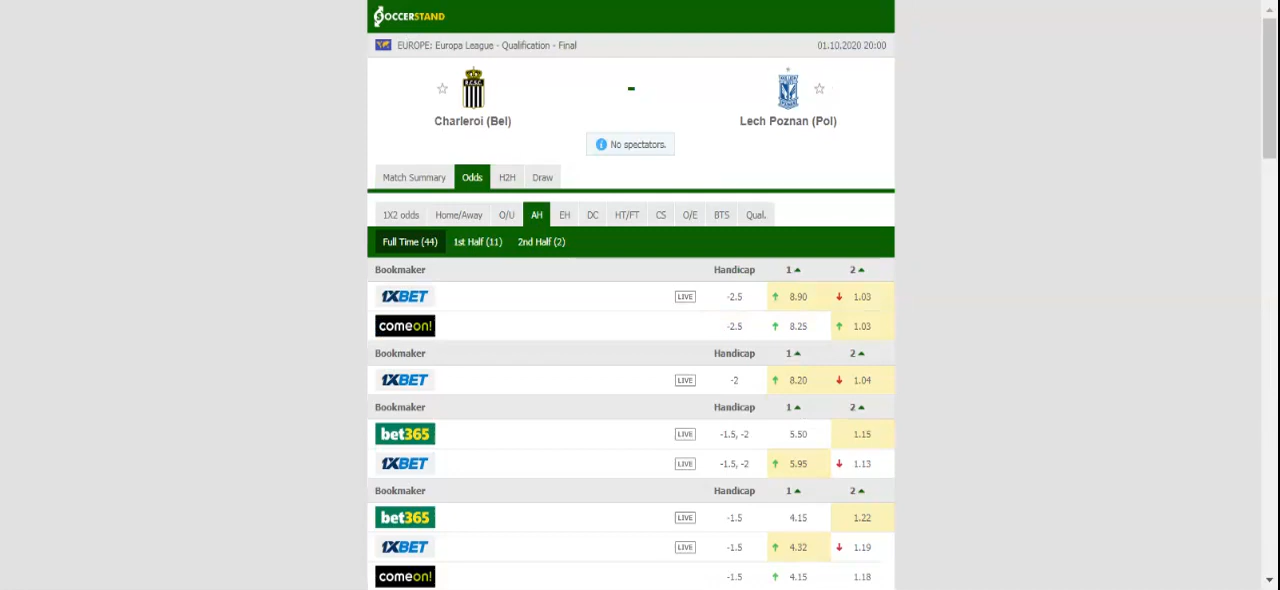 SOCCERSTAND
EUROPE: Europa League - Qualification - Final 01.10.2020 20:00
R.C.S.C.
-
Charleroi (Bel) Lech Poznan (Pol)
No spectators.
Match Summary Odds H2H Draw
1X2 odds Home/Away O/U AH EH DC HT/FT CS O/E BTS Qual.
Full Time (44) 1st Half (11) 2nd Half (2)
Bookmaker Handicap 1 2
1XBET LIVE -2.5 8.90 1.03
comeon! -2.5 8.25 1.03
Bookmaker Handicap 1 2
1XBET LIVE -2 8.20 1.04
Bookmaker Handicap 1 2
bet365 LIVE -1.5, -2 5.50 1.15
1XBET LIVE -1.5, -2 5.95 1.13
Bookmaker Handicap 1 2
bet365 LIVE -1.5 4.15 1.22
1XBET LIVE -1.5 4.32 1.19
comeon! -1.5 4.15 1.18